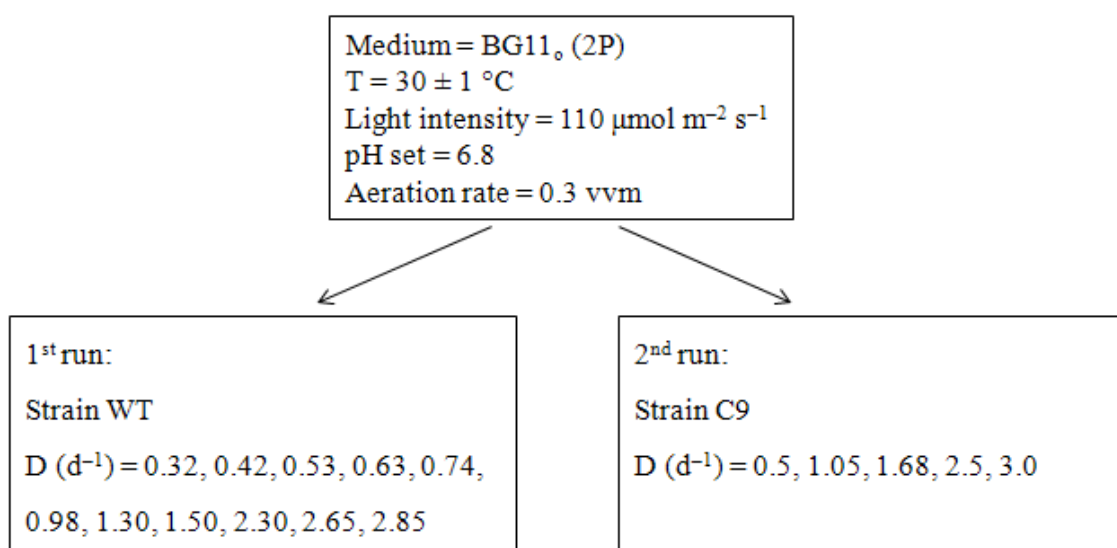 Medium = BG11₀ (2P)
T = 30 ± 1 °C
Light intensity = 110 μmol m⁻² s⁻¹
pH set = 6.8
Aeration rate = 0.3 vvm
1ˢᵗ run:
Strain WT
D (d⁻¹) = 0.32, 0.42, 0.53, 0.63, 0.74,
0.98, 1.30, 1.50, 2.30, 2.65, 2.85
2ⁿᵈ run:
Strain C9
D (d⁻¹) = 0.5, 1.05, 1.68, 2.5, 3.0